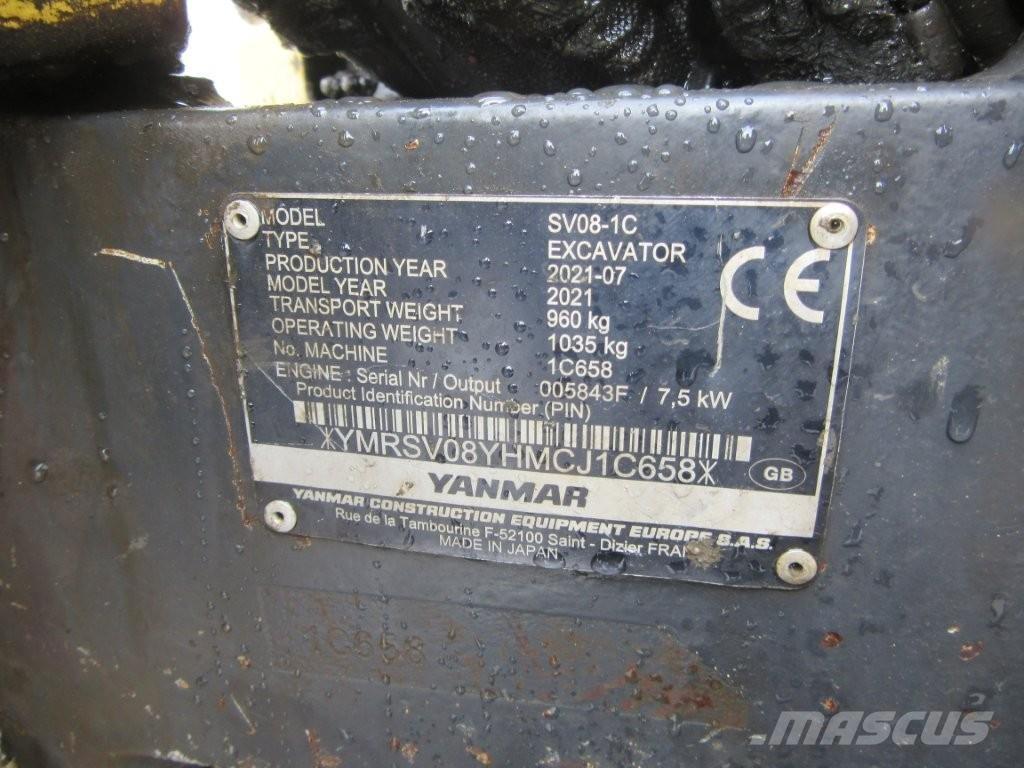 MODEL SV08-1C
TYPE EXCAVATOR
PRODUCTION YEAR 2021-07
MODEL YEAR 2021
TRANSPORT WEIGHT 960 kg
OPERATING WEIGHT 1035 kg
No. MACHINE 1C658
ENGINE : Serial Nr / Output 005843F / 7,5 kW
Product Identification Number (PIN)
*YMRSV08YHMCJ1C658*
CE
GB
YANMAR
YANMAR CONSTRUCTION EQUIPMENT EUROPE S.A.S.
Rue de la Tambourine F-52100 Saint - Dizier
MADE IN JAPAN
1C658
MASCUS